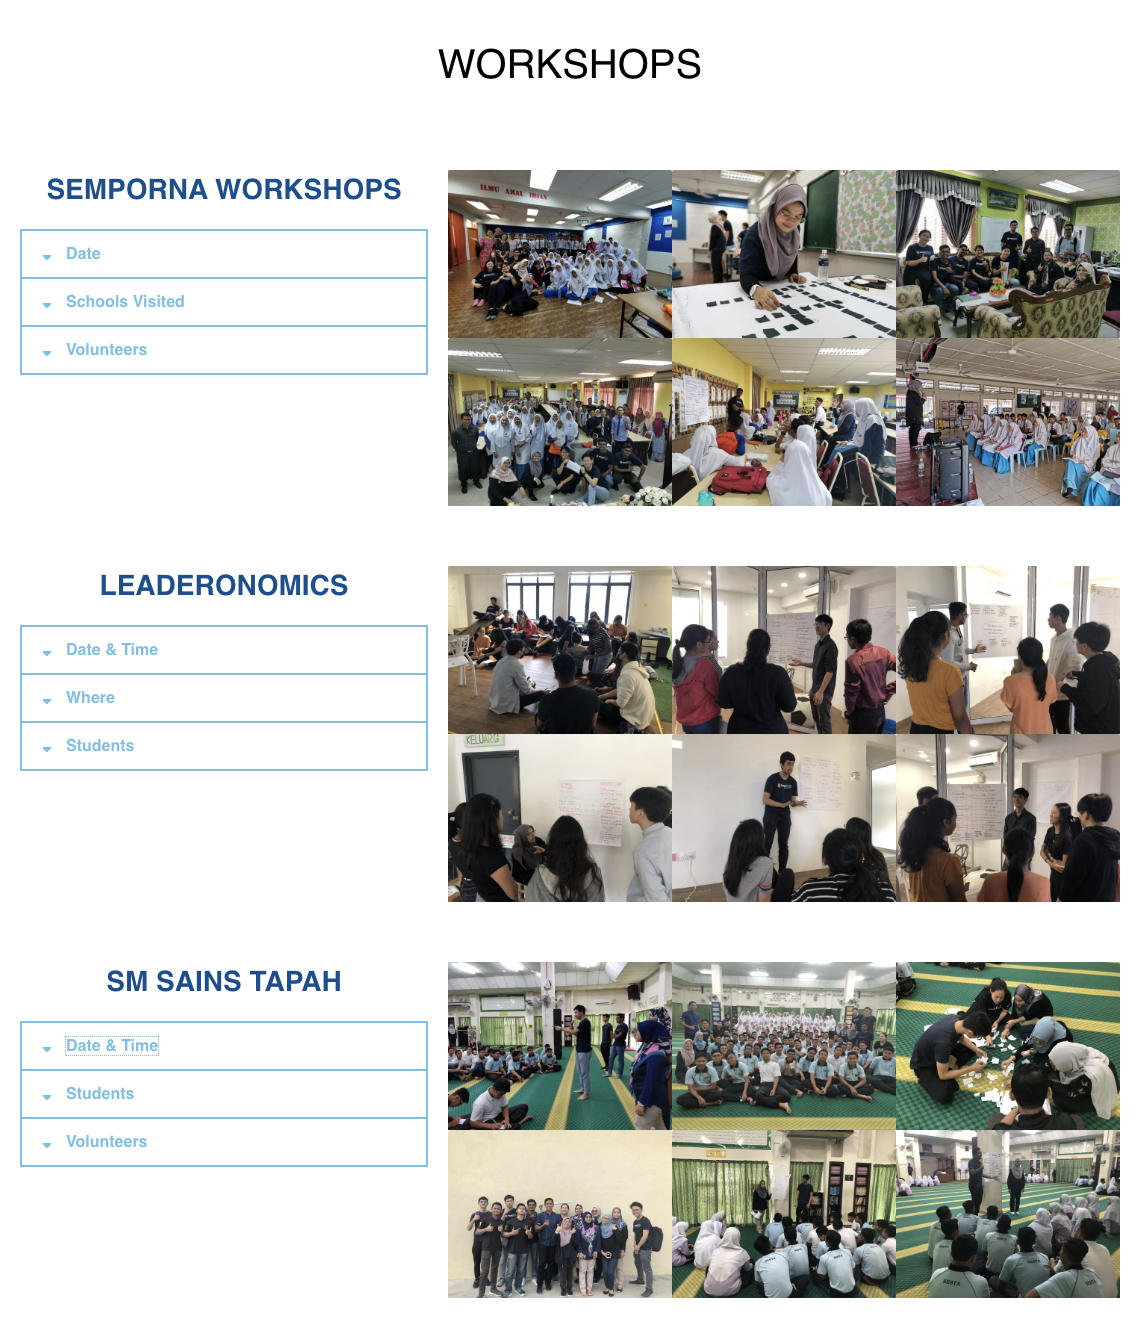 WORKSHOPS
SEMPORNA WORKSHOPS
Date
Schools Visited
Volunteers
ILMU AMAL IHSAN
LEADERONOMICS
Date & Time
Where
Students
KELUAR
SM SAINS TAPAH
Date & Time
Students
Volunteers